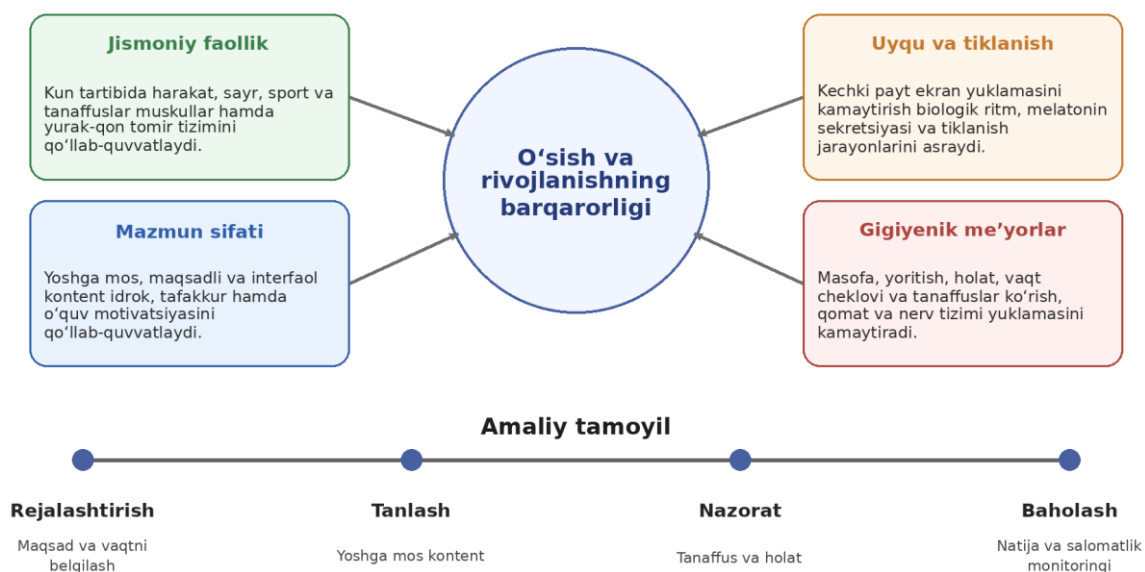 Jismoniy faollik
Kun tartibida harakat, sayr, sport va
tanaffuslar muskullar hamda
yurak-qon tomir tizimini
qo‘llab-quvvatlaydi.
Mazmun sifati
Yoshga mos, maqsadli va interfaol
kontent idrok, tafakkur hamda
o‘quv motivatsiyasini
qo‘llab-quvvatlaydi.
O‘sish va
rivojlanishning
barqarorligi
Uyqu va tiklanish
Kechki payt ekran yuklamasini
kamaytirish biologik ritm, melatonin
sekretsiyasi va tiklanish
jarayonlarini asraydi.
Gigiyenik me’yorlar
Masofa, yoritish, holat, vaqt
cheklovi va tanaffuslar ko‘rish,
qomat va nerv tizimi yuklamasini
kamaytiradi.
Amaliy tamoyil
Rejalashtirish
Maqsad va vaqtni
belgilash
Tanlash
Yoshga mos kontent
Nazorat
Tanaffus va holat
Baholash
Natija va salomatlik
monitoringi